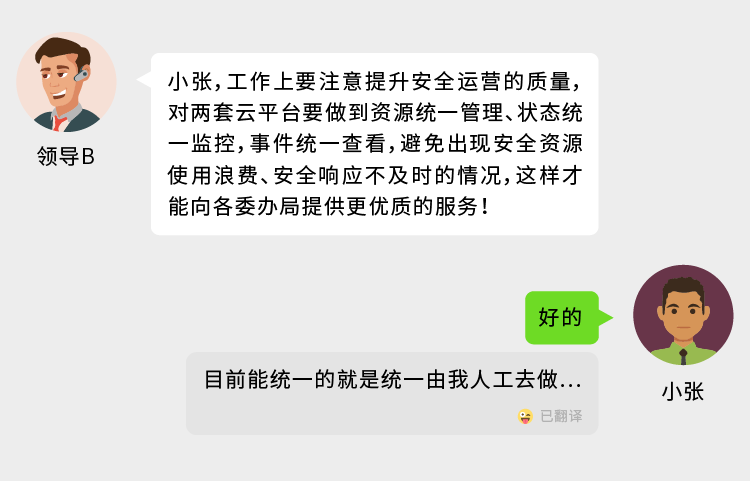 小张，工作上要注意提升安全运营的质量，
对两套云平台要做到资源统一管理、状态统
一监控，事件统一查看，避免出现安全资源
使用浪费、安全响应不及时的情况，这样才
能向各委办局提供更优质的服务！
领导B
好的
目前能统一的就是统一由我人工去做...
已翻译
小张